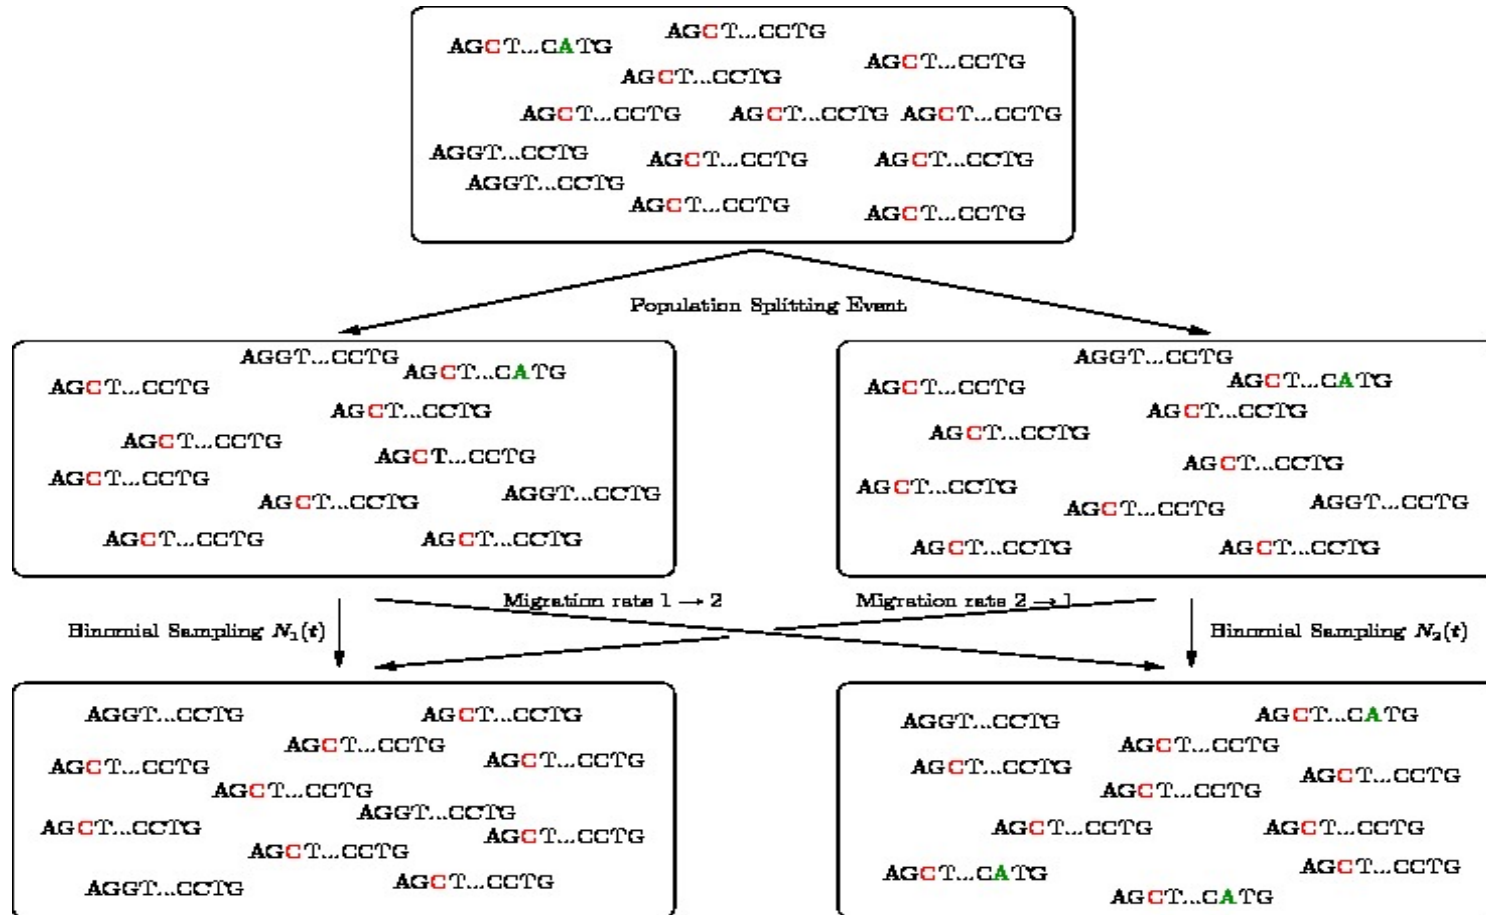 AGCT...CATG
AGCT...CCTG
AGCT...CCTG
AGCT...CCTG
AGCT...CCTG
AGCT...CCTG
AGCT...CCTG
AGGT...CCTG
AGCT...CCTG
AGCT...CCTG
AGGT...CCTG
AGCT...CCTG
AGCT...CCTG
Population Splitting Event
AGGT...CCTG
AGCT...CATG
AGCT...CCTG
AGCT...CCTG
AGCT...CCTG
AGCT...CCTG
AGCT...CCTG
AGGT...CCTG
AGCT...CCTG
AGCT...CCTG
AGCT...CCTG
AGGT...CCTG
AGCT...CATG
AGCT...CCTG
AGCT...CCTG
AGCT...CCTG
AGCT...CCTG
AGCT...CCTG
AGGT...CCTG
AGCT...CCTG
AGCT...CCTG
AGCT...CCTG
Migration rate 1 → 2
Migration rate 2 → 1
Binomial Sampling N₁(t)
Binomial Sampling N₂(t)
AGGT...CCTG
AGCT...CCTG
AGCT...CCTG
AGCT...CCTG
AGCT...CCTG
AGCT...CCTG
AGGT...CCTG
AGCT...CCTG
AGCT...CCTG
AGCT...CCTG
AGGT...CCTG
AGCT...CCTG
AGGT...CCTG
AGCT...CATG
AGCT...CCTG
AGCT...CCTG
AGCT...CCTG
AGCT...CCTG
AGCT...CCTG
AGCT...CCTG
AGCT...CATG
AGCT...CCTG
AGCT...CATG